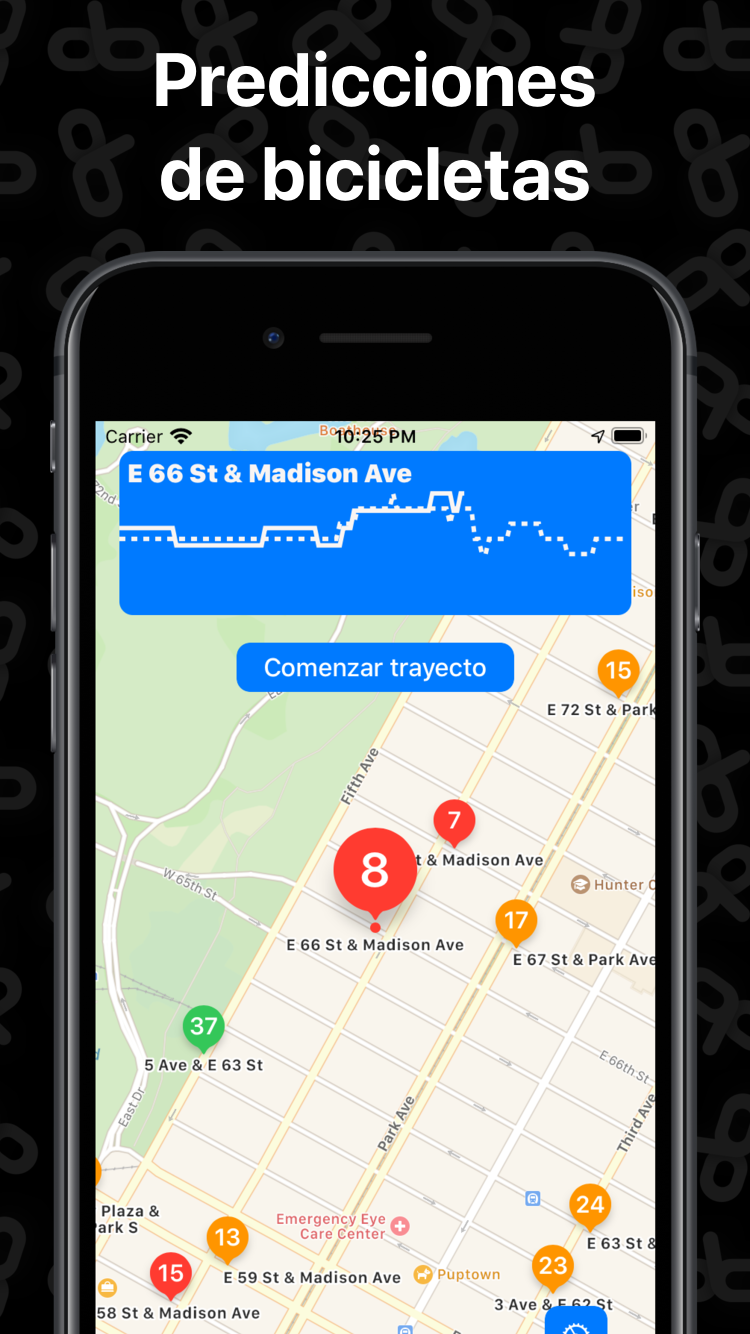 Predicciones
de bicicletas
Carrier
10:25 PM
E 66 St & Madison Ave
Comenzar trayecto
15
E 72 St & Park
Fifth Ave
7
t & Madison Ave
8
W 65th St
Hunter C
17
E 66 St & Madison Ave
E 67 St & Park Ave
37
5 Ave & E 63 St
E 66th St
East Dr
Park Ave
Third Ave
Plaza &
Park S
24
Emergency Eye
Care Center
13
E 63 St &
15
E 59 St & Madison Ave
Puptown
23
3 Ave & E 62 St
58 St & Madison Ave